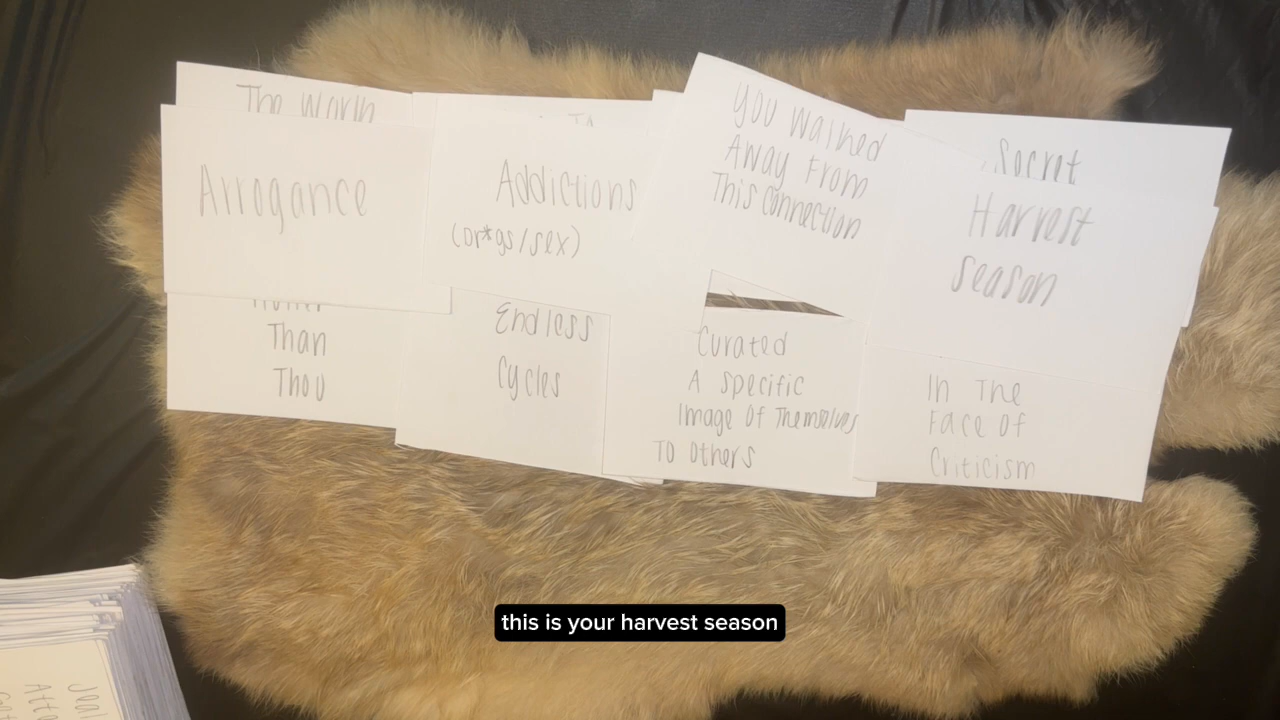 The World
Arrogance
Than
Thou
To
Addictions
(Dr*gs/sex)
Endless
Cycles
You Walked
Away From
This Connection
Curated
A Specific
Image Of Themselves
To Others
Secret
Harvest
Season
In The
Face Of
Criticism
this is your harvest season